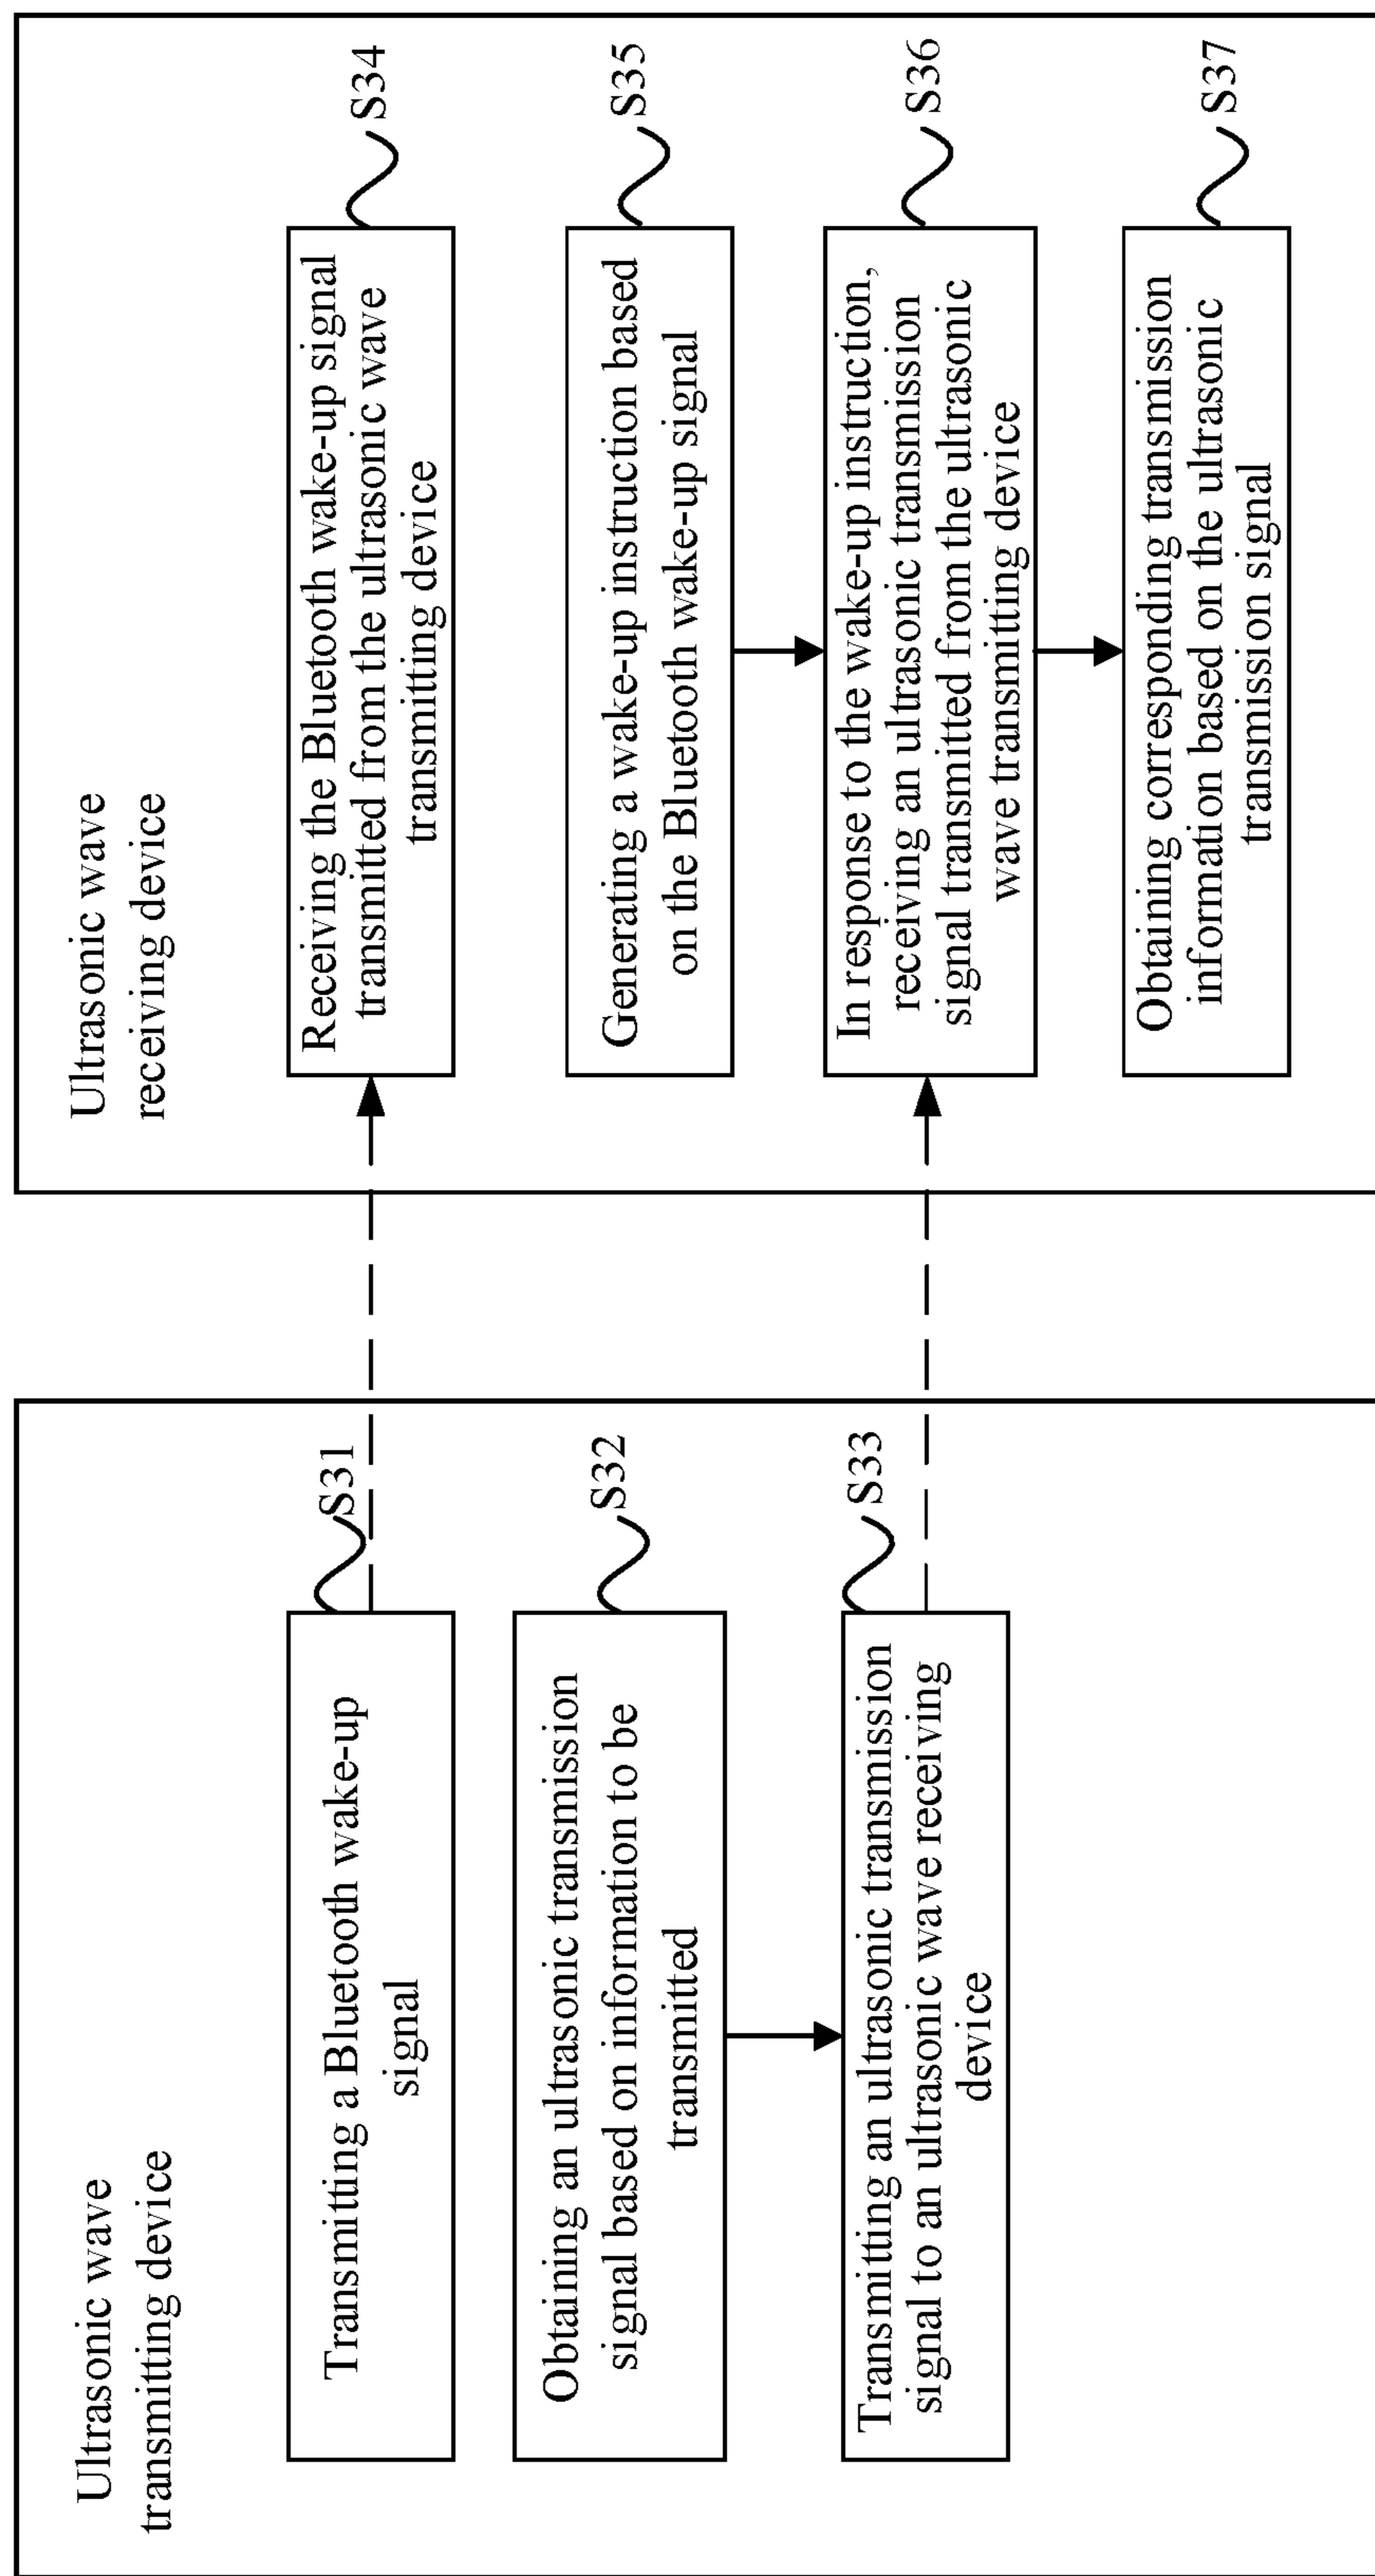 Ultrasonic wave
transmitting device
Transmitting a Bluetooth wake-up
signal
S31
Obtaining an ultrasonic transmission
signal based on information to be
transmitted
S32
Transmitting an ultrasonic transmission
signal to an ultrasonic wave receiving
device
S33
Ultrasonic wave
receiving device
Receiving the Bluetooth wake-up signal
transmitted from the ultrasonic wave
transmitting device
S34
Generating a wake-up instruction based
on the Bluetooth wake-up signal
S35
In response to the wake-up instruction,
receiving an ultrasonic transmission
signal transmitted from the ultrasonic
wave transmitting device
S36
Obtaining corresponding transmission
information based on the ultrasonic
transmission signal
S37